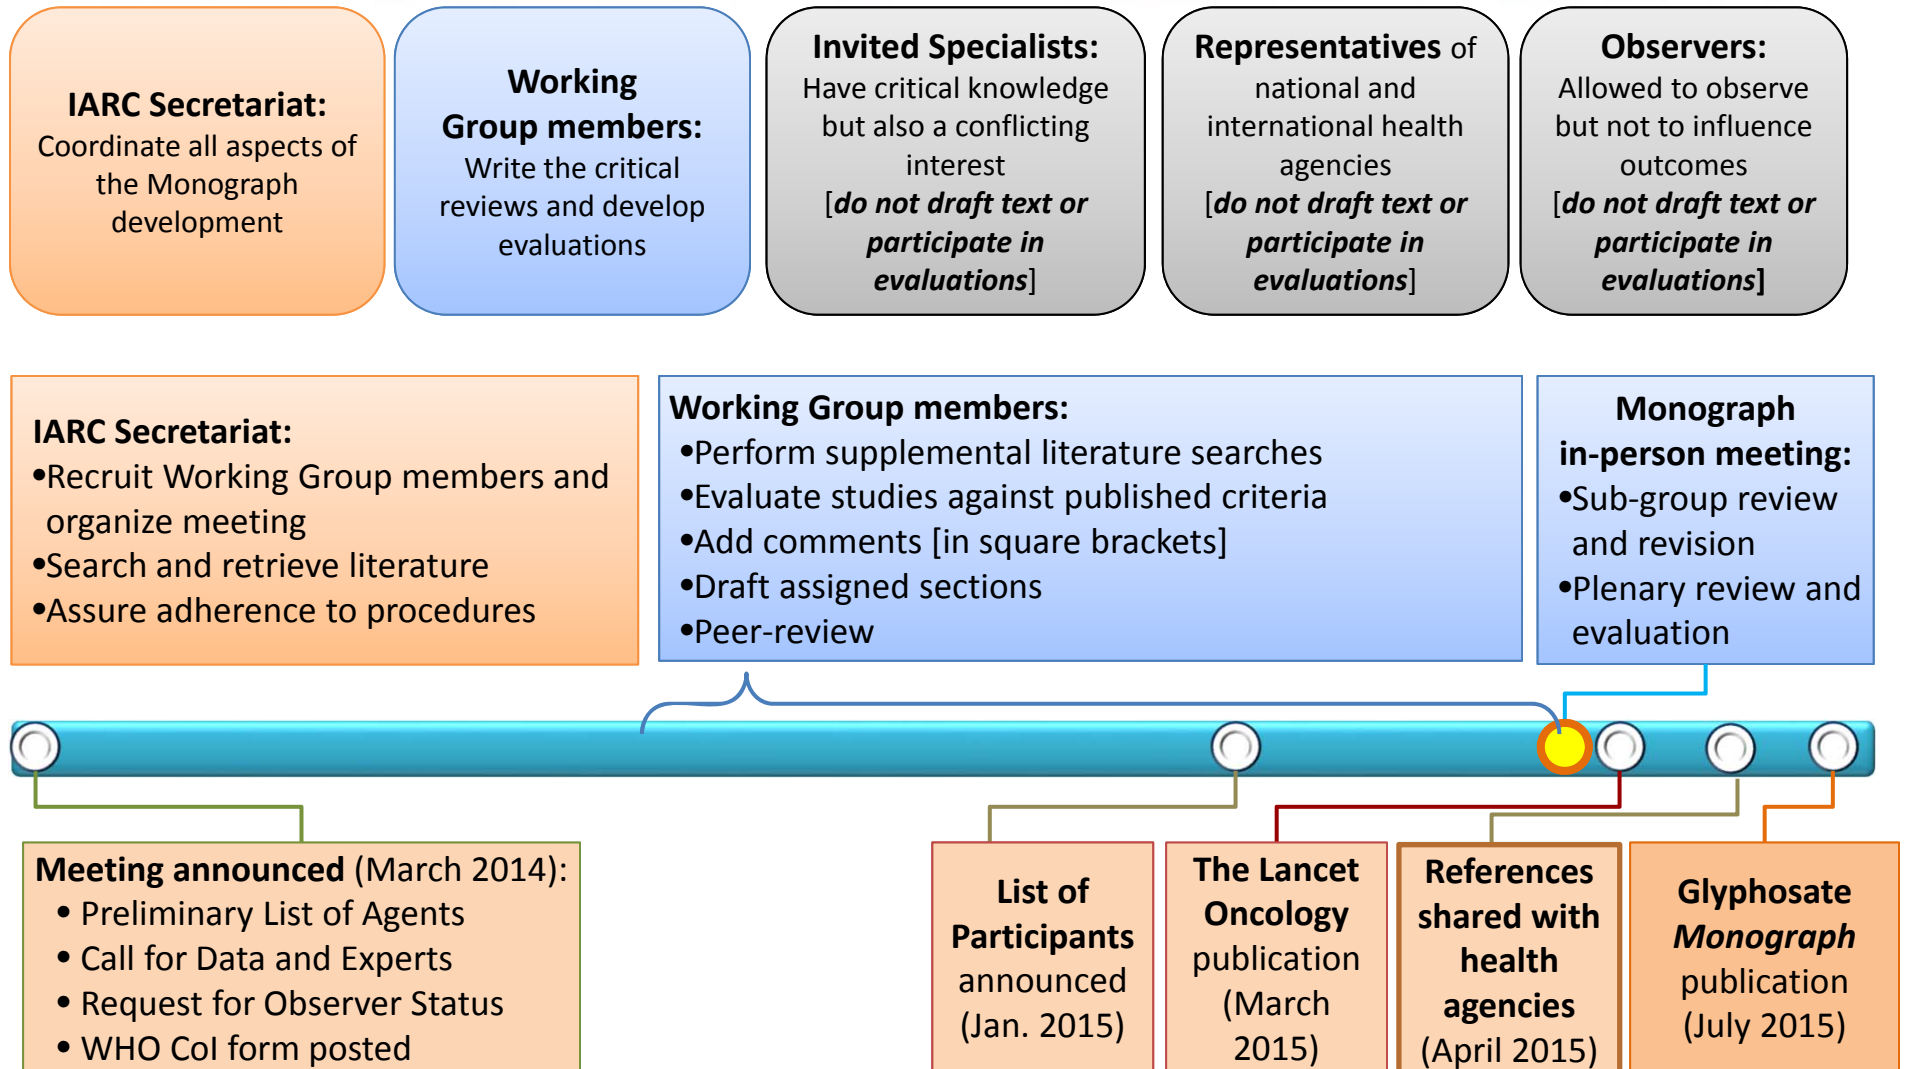 IARC Secretariat:
Coordinate all aspects of
the Monograph
development
Working
Group members:
Write the critical
reviews and develop
evaluations
Invited Specialists:
Have critical knowledge
but also a conflicting
interest
[do not draft text or
participate in
evaluations]
Representatives of
national and
international health
agencies
[do not draft text or
participate in
evaluations]
Observers:
Allowed to observe
but not to influence
outcomes
[do not draft text or
participate in
evaluations]
IARC Secretariat:
•Recruit Working Group members and
organize meeting
•Search and retrieve literature
•Assure adherence to procedures
Working Group members:
•Perform supplemental literature searches
•Evaluate studies against published criteria
•Add comments [in square brackets]
•Draft assigned sections
•Peer-review
Monograph
in-person meeting:
•Sub-group review
and revision
•Plenary review and
evaluation
Meeting announced (March 2014):
• Preliminary List of Agents
• Call for Data and Experts
• Request for Observer Status
• WHO CoI form posted
List of
Participants
announced
(Jan. 2015)
The Lancet
Oncology
publication
(March
2015)
References
shared with
health
agencies
(April 2015)
Glyphosate
Monograph
publication
(July 2015)